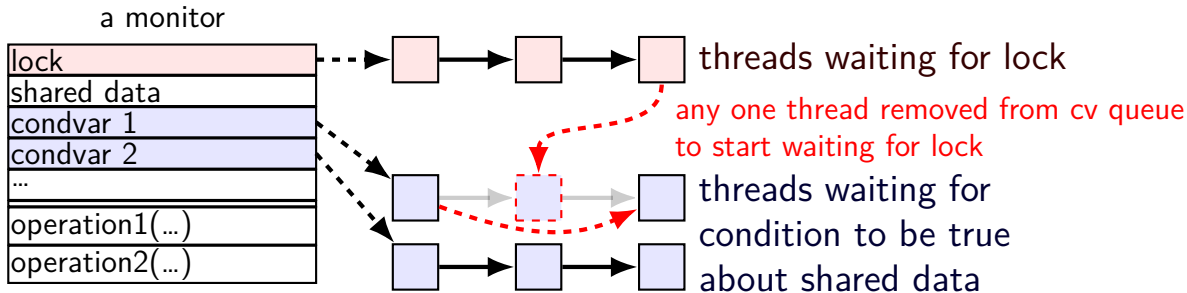 a monitor
lock
shared data
condvar 1
condvar 2
...
operation1(...)
operation2(...)
threads waiting for lock
any one thread removed from cv queue
to start waiting for lock
threads waiting for
condition to be true
about shared data